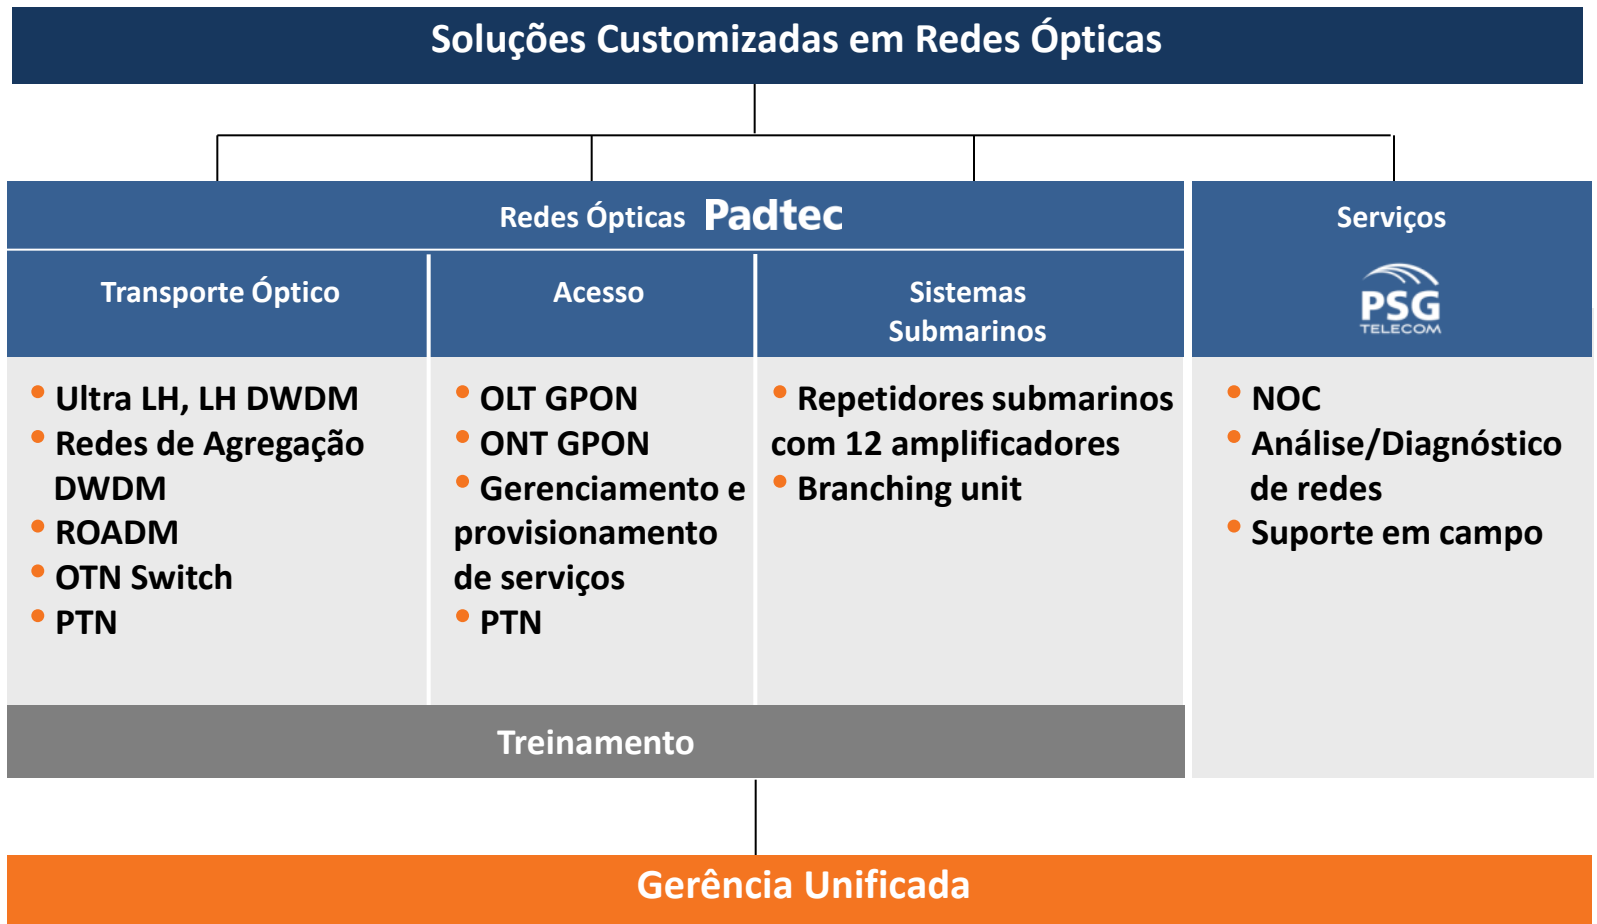 Soluções Customizadas em Redes Ópticas
Redes Ópticas Padtec
Serviços
PSG
TELECOM
Transporte Óptico
Acesso
Sistemas
Submarinos
• Ultra LH, LH DWDM
• Redes de Agregação
DWDM
• ROADM
• OTN Switch
• PTN
• OLT GPON
• ONT GPON
• Gerenciamento e
provisionamento
de serviços
• PTN
• Repetidores submarinos
com 12 amplificadores
• Branching unit
• NOC
• Análise/Diagnóstico
de redes
• Suporte em campo
Treinamento
Gerência Unificada